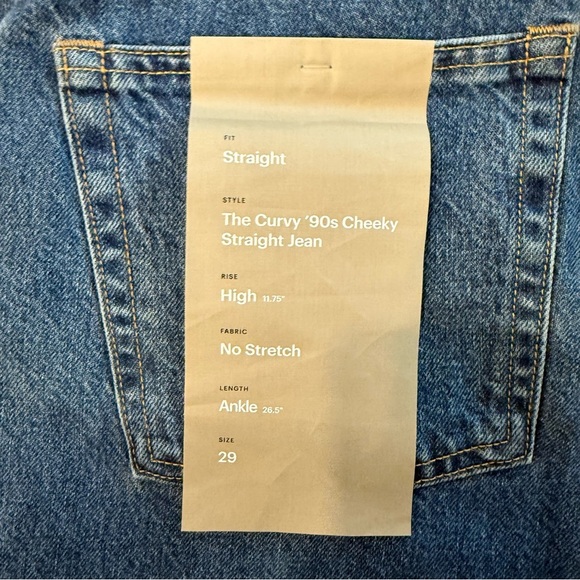 FIT
Straight
STYLE
The Curvy ’90s Cheeky
Straight Jean
RISE
High 11.75"
FABRIC
No Stretch
LENGTH
Ankle 26.5"
SIZE
29